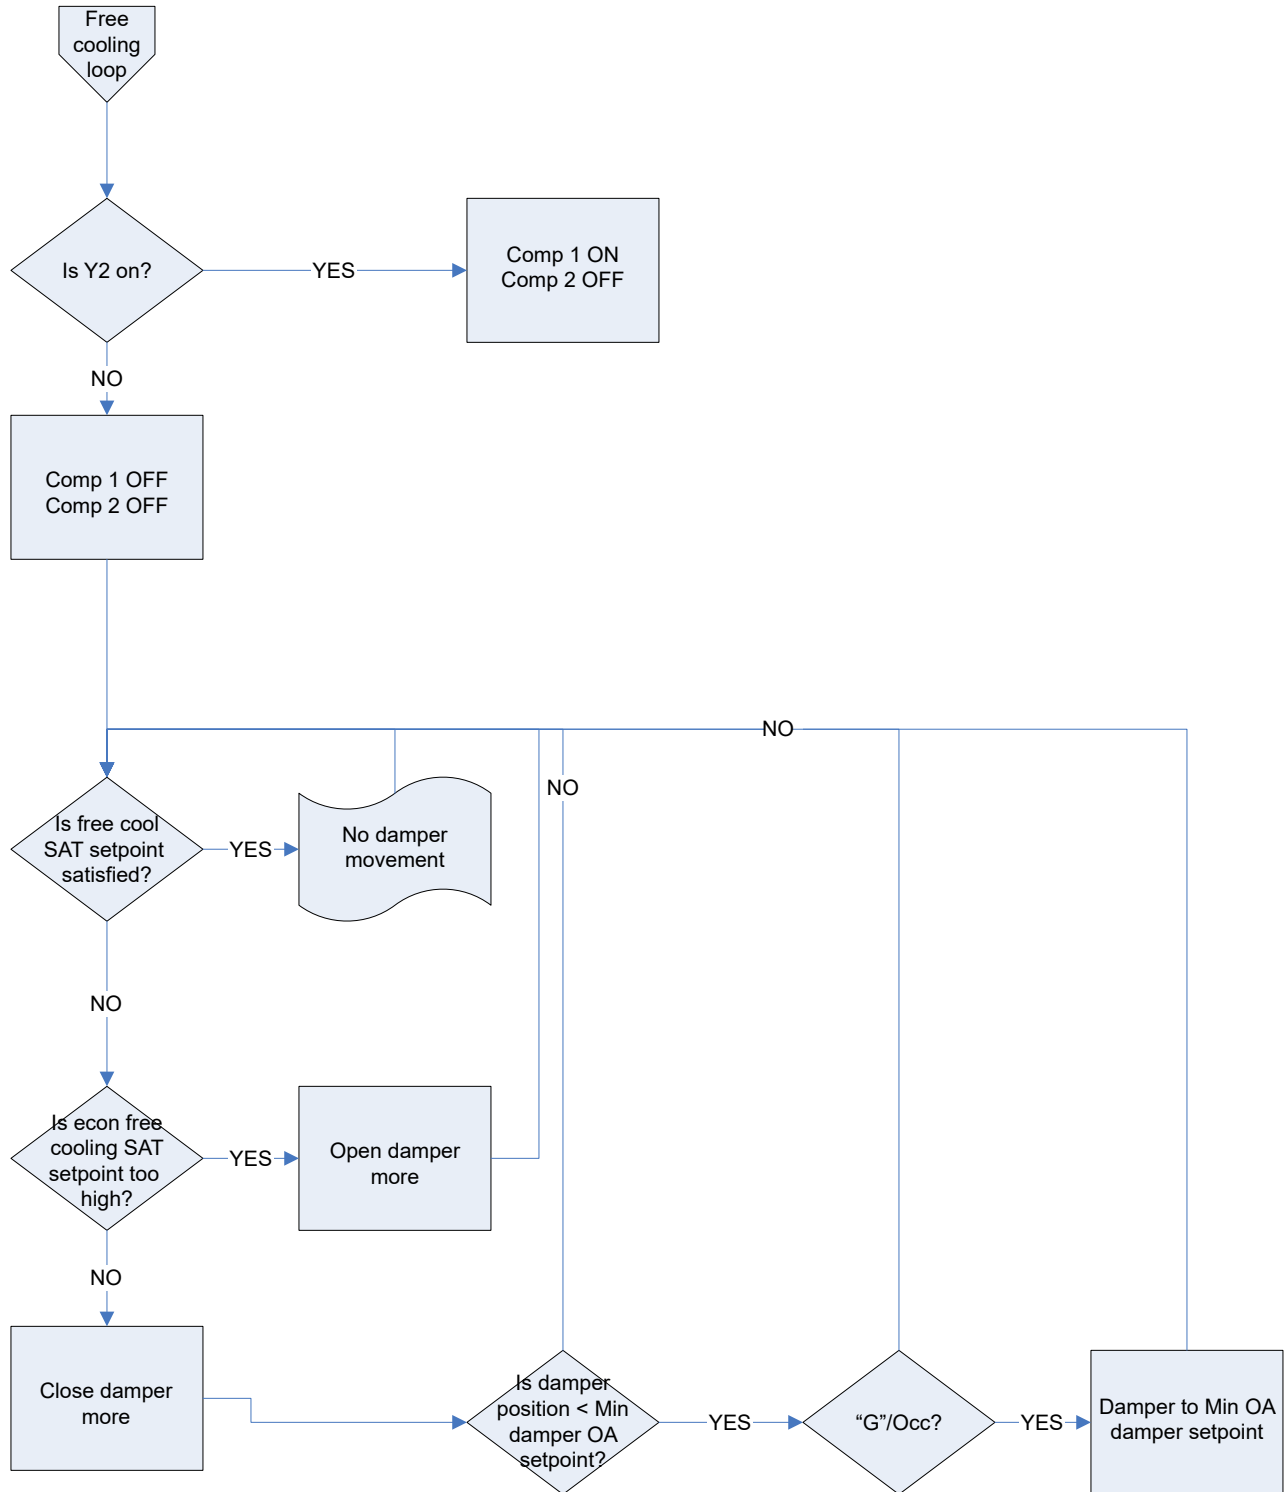 Free
cooling
loop
Is Y2 on?
YES
Comp 1 ON
Comp 2 OFF
NO
Comp 1 OFF
Comp 2 OFF
NO
NO
Is free cool
SAT setpoint
satisfied?
YES
No damper
movement
NO
Is econ free
cooling SAT
setpoint too
high?
YES
Open damper
more
NO
Close damper
more
Is damper
position < Min
damper OA
setpoint?
YES
“G”/Occ?
YES
Damper to Min OA
damper setpoint